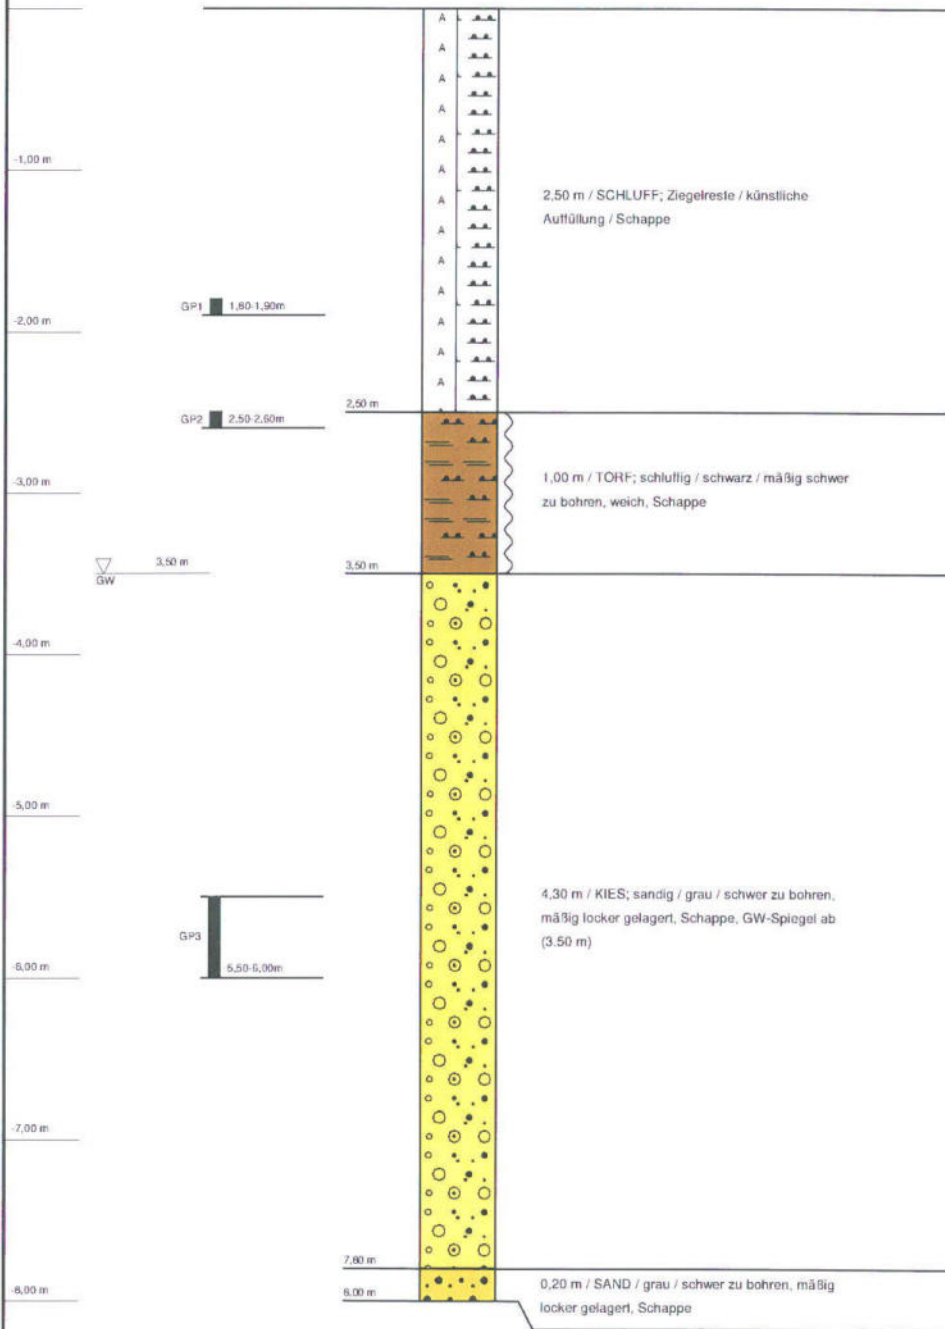 A
A
A
A
A
-1,00 m
A
2,50 m / SCHLUFF; Ziegelreste / künstliche
Auffüllung / Schappe
A
A
A
A
GP1 1,80-1,90m
-2,00 m
A
A
A
2,50 m
GP2 2,50-2,60m
1,00 m / TORF; schluffig / schwarz / mäßig schwer
zu bohren, weich, Schappe
-3,00 m
3,50 m
GW
3,50 m
-4,00 m
-5,00 m
4,30 m / KIES; sandig / grau / schwer zu bohren,
mäßig locker gelagert, Schappe, GW-Spiegel ab
(3.50 m)
GP3
5,50-6,00m
-6,00 m
-7,00 m
7,80 m
0,20 m / SAND / grau / schwer zu bohren, mäßig
locker gelagert, Schappe
-8,00 m
8,00 m